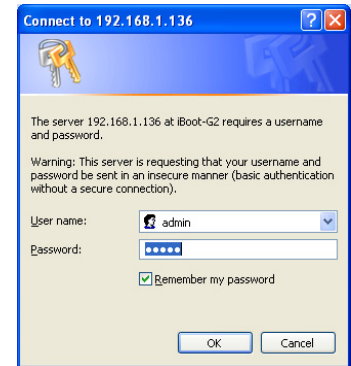 Connect to 192.168.1.136
The server 192.168.1.136 at iBoot-G2 requires a username
and password.
Warning: This server is requesting that your username and
password be sent in an insecure manner (basic authentication
without a secure connection).
User name:
admin
Password:
•••••
Remember my password
OK
Cancel